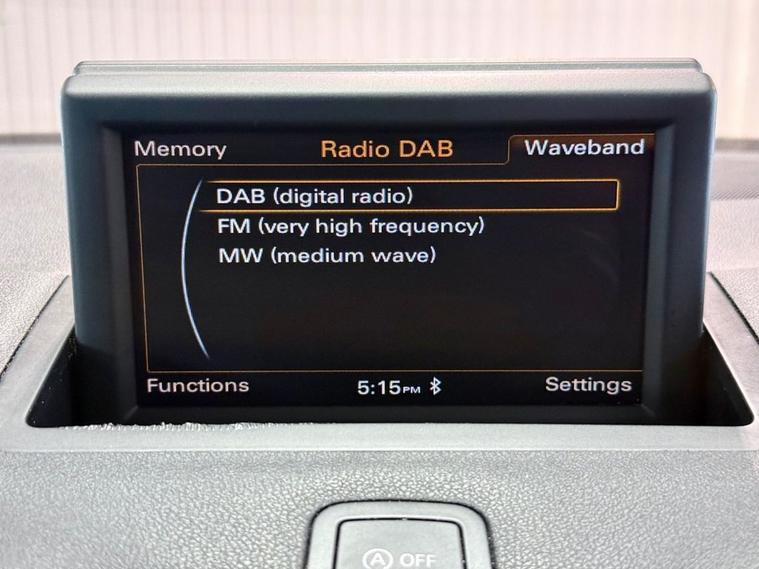 Memory Radio DAB Waveband
DAB (digital radio)
FM (very high frequency)
MW (medium wave)
Functions 5:15PM Settings
A OFF